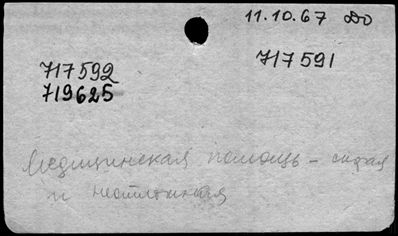 11.10.67 До
717592
717591
719625
Медицинская помощь - скорая
и неотложная